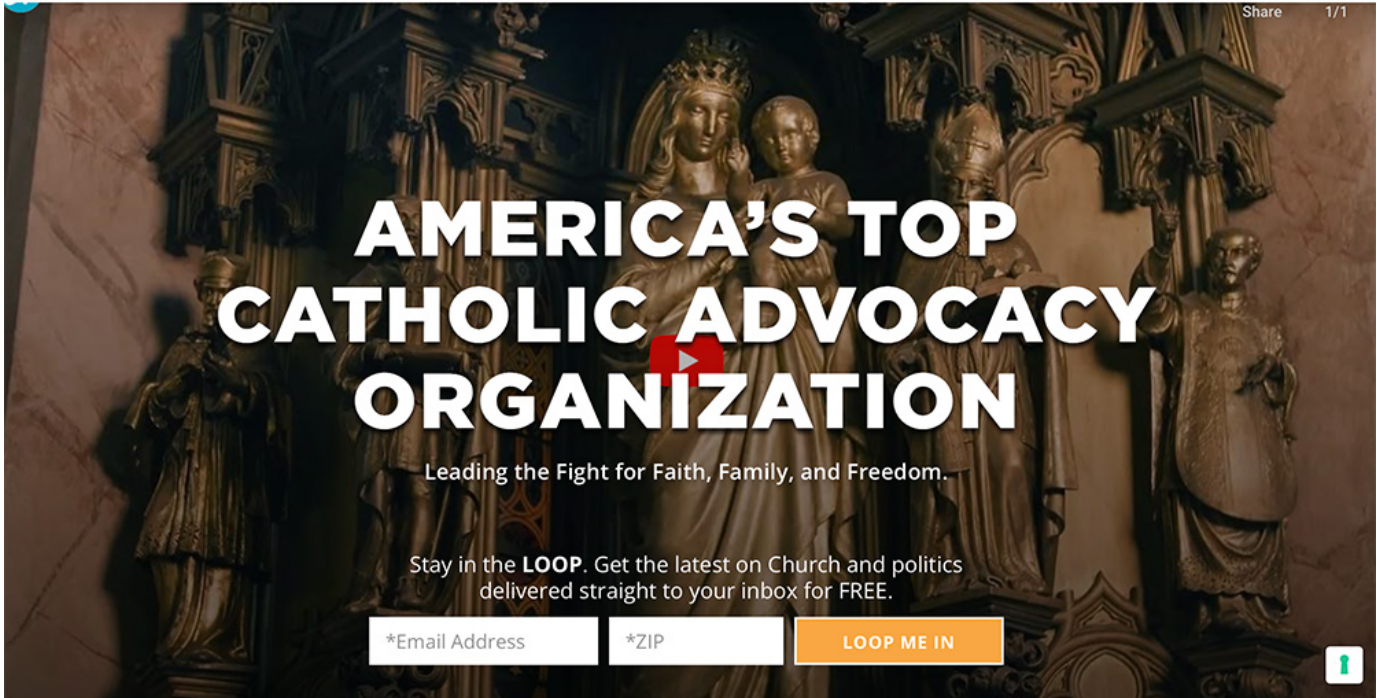 Share 1/1
AMERICA'S TOP
CATHOLIC ADVOCACY
ORGANIZATION
Leading the Fight for Faith, Family, and Freedom.
Stay in the LOOP. Get the latest on Church and politics
delivered straight to your inbox for FREE.
*Email Address *ZIP LOOP ME IN